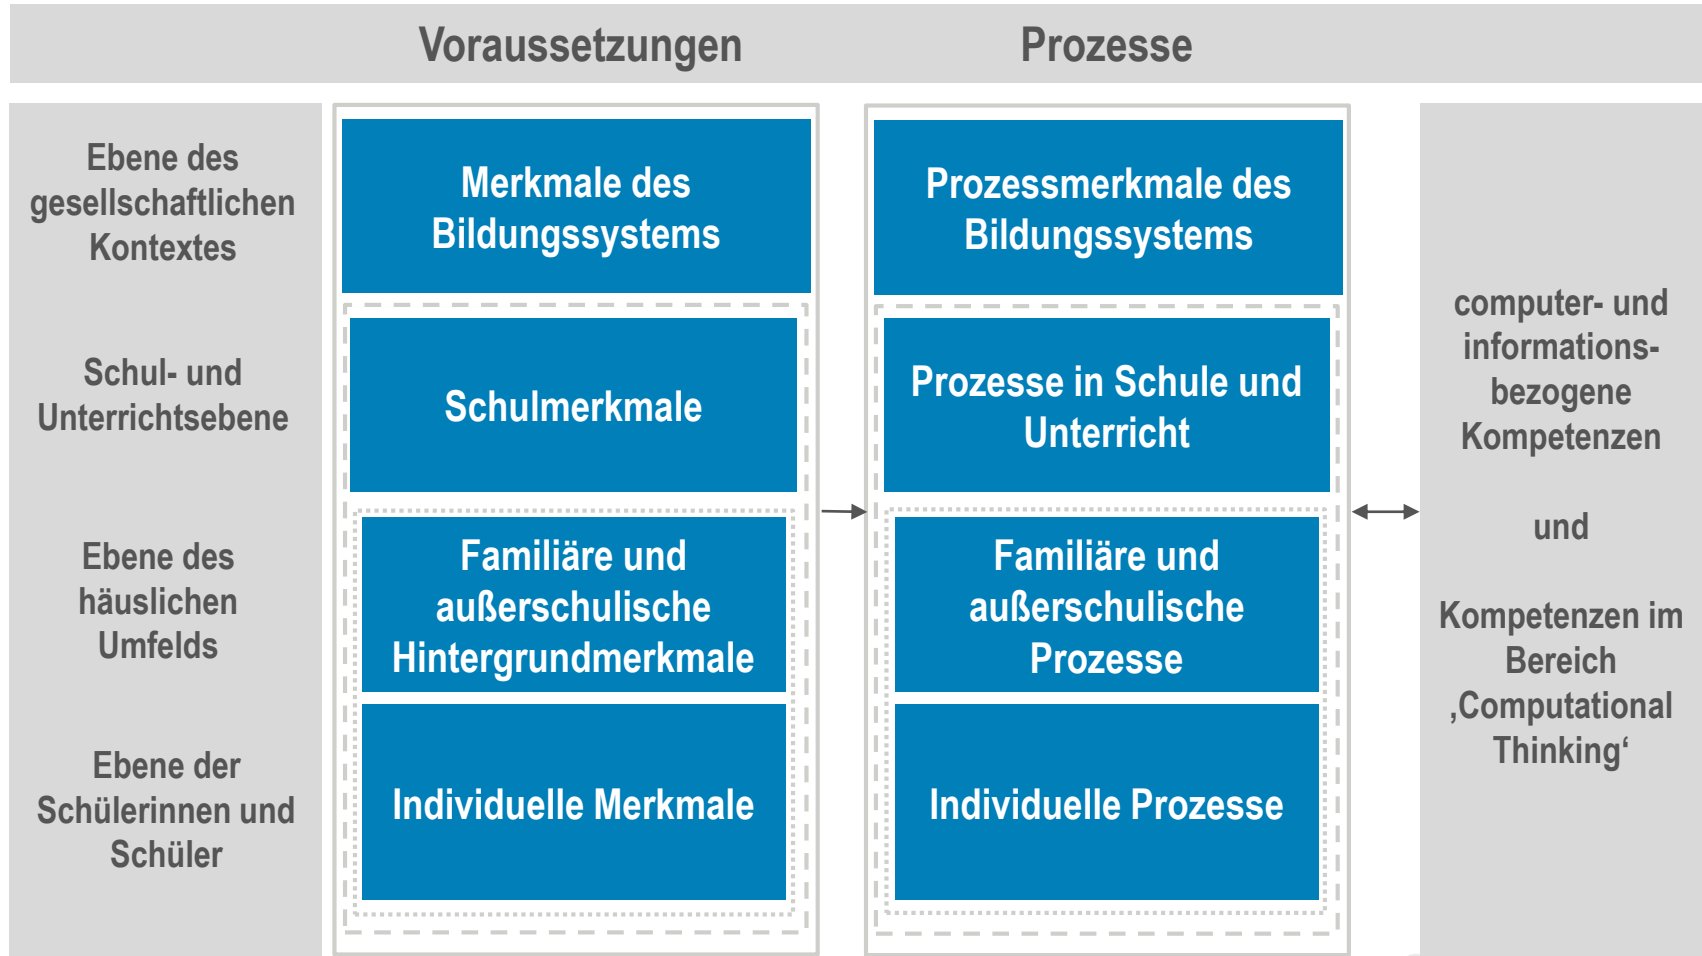 Voraussetzungen
Prozesse
Ebene des
gesellschaftlichen
Kontextes
Merkmale des
Bildungssystems
Prozessmerkmale des
Bildungssystems
Schul- und
Unterrichtsebene
Schulmerkmale
Prozesse in Schule und
Unterricht
Ebene des
häuslichen
Umfelds
Familiäre und
außerschulische
Hintergrundmerkmale
Familiäre und
außerschulische
Prozesse
Ebene der
Schülerinnen und
Schüler
Individuelle Merkmale
Individuelle Prozesse
computer- und
informations-
bezogene
Kompetenzen
und
Kompetenzen im
Bereich
‚Computational
Thinking‘